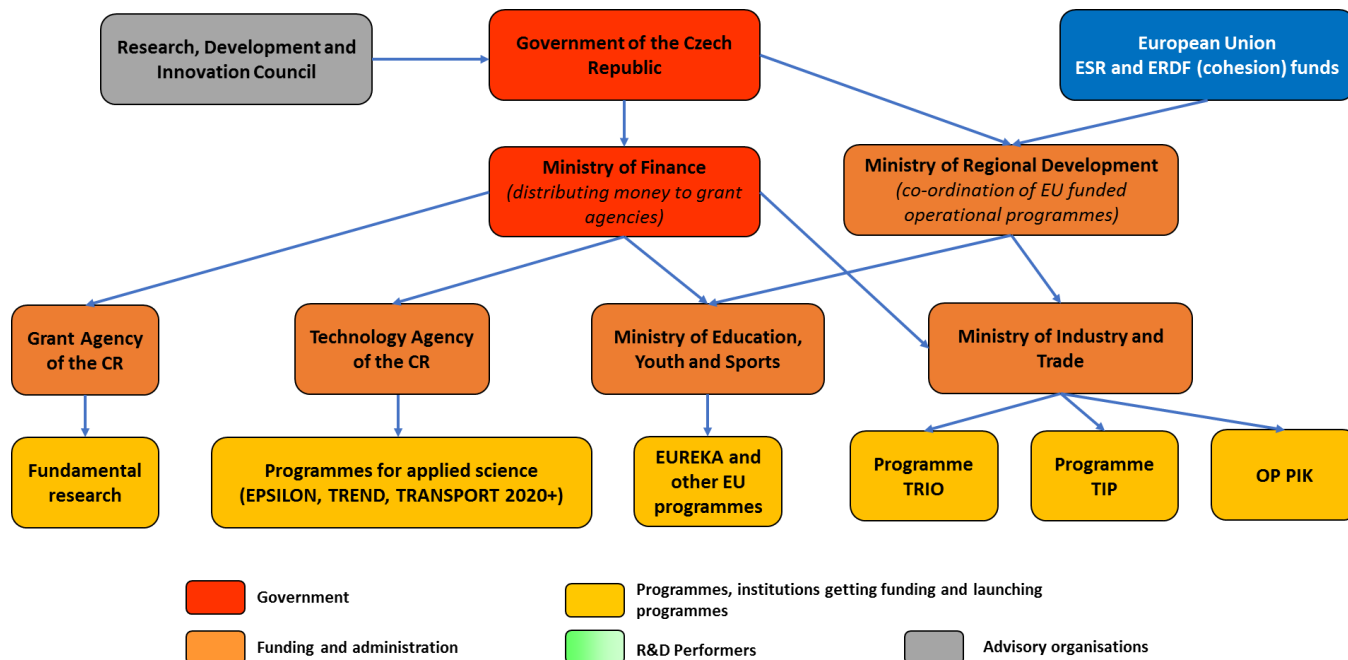 Research, Development and
Innovation Council
Government of the Czech
Republic
European Union
ESR and ERDF (cohesion) funds
Ministry of Finance
(distributing money to grant
agencies)
Ministry of Regional Development
(co-ordination of EU funded
operational programmes)
Grant Agency
of the CR
Technology Agency
of the CR
Ministry of Education,
Youth and Sports
Ministry of Industry and
Trade
Fundamental
research
Programmes for applied science
(EPSILON, TREND, TRANSPORT 2020+)
EUREKA and
other EU
programmes
Programme
TRIO
Programme
TIP
OP PIK
Government
Programmes, institutions getting funding and launching
programmes
Funding and administration
R&D Performers
Advisory organisations